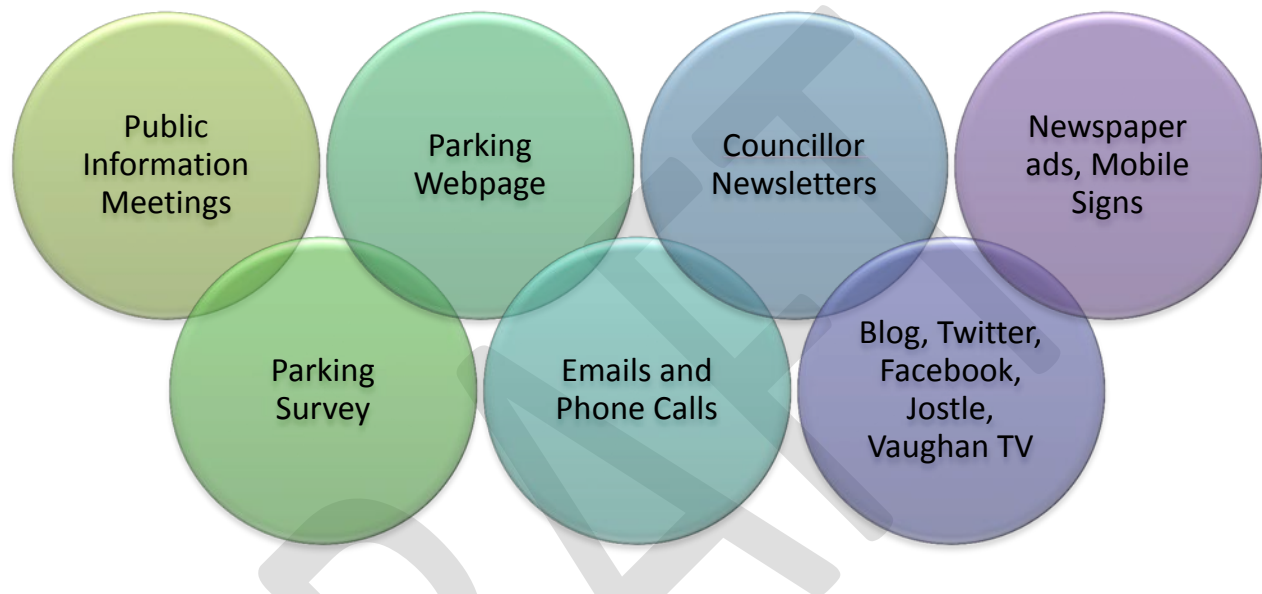 Public
Information
Meetings
Parking
Webpage
Councillor
Newsletters
Newspaper
ads, Mobile
Signs
Parking
Survey
Emails and
Phone Calls
Blog, Twitter,
Facebook,
Jostle,
Vaughan TV
DRAFT